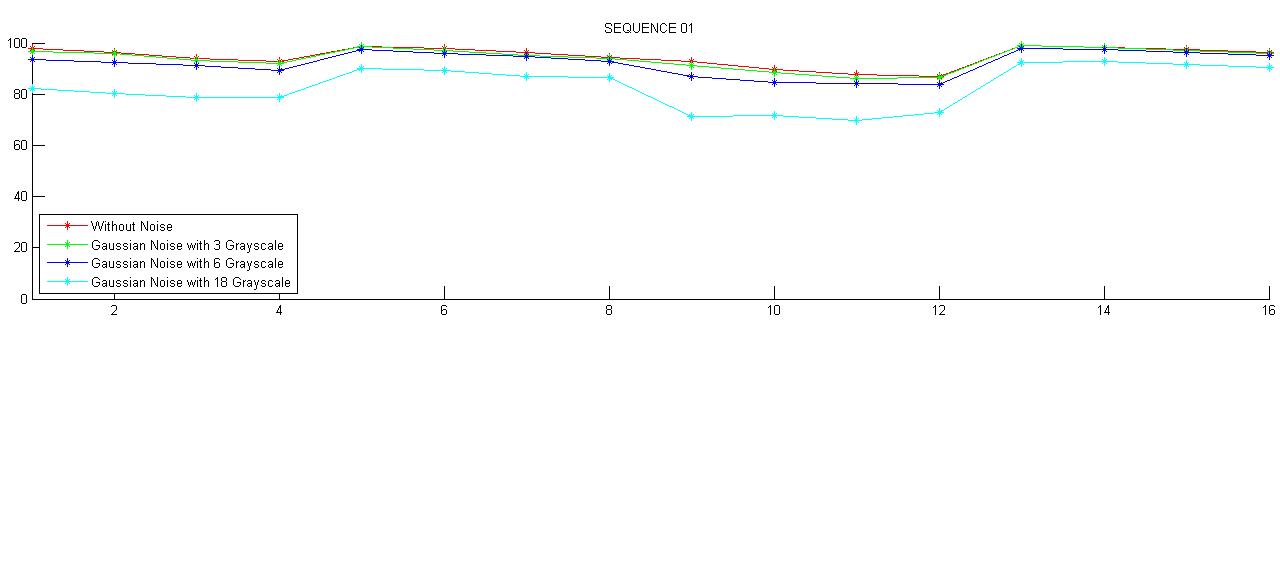 SEQUENCE 01
100
80
60
40
20
0
Without Noise
Gaussian Noise with 3 Grayscale
Gaussian Noise with 6 Grayscale
Gaussian Noise with 18 Grayscale
2 4 6 8 10 12 14 16